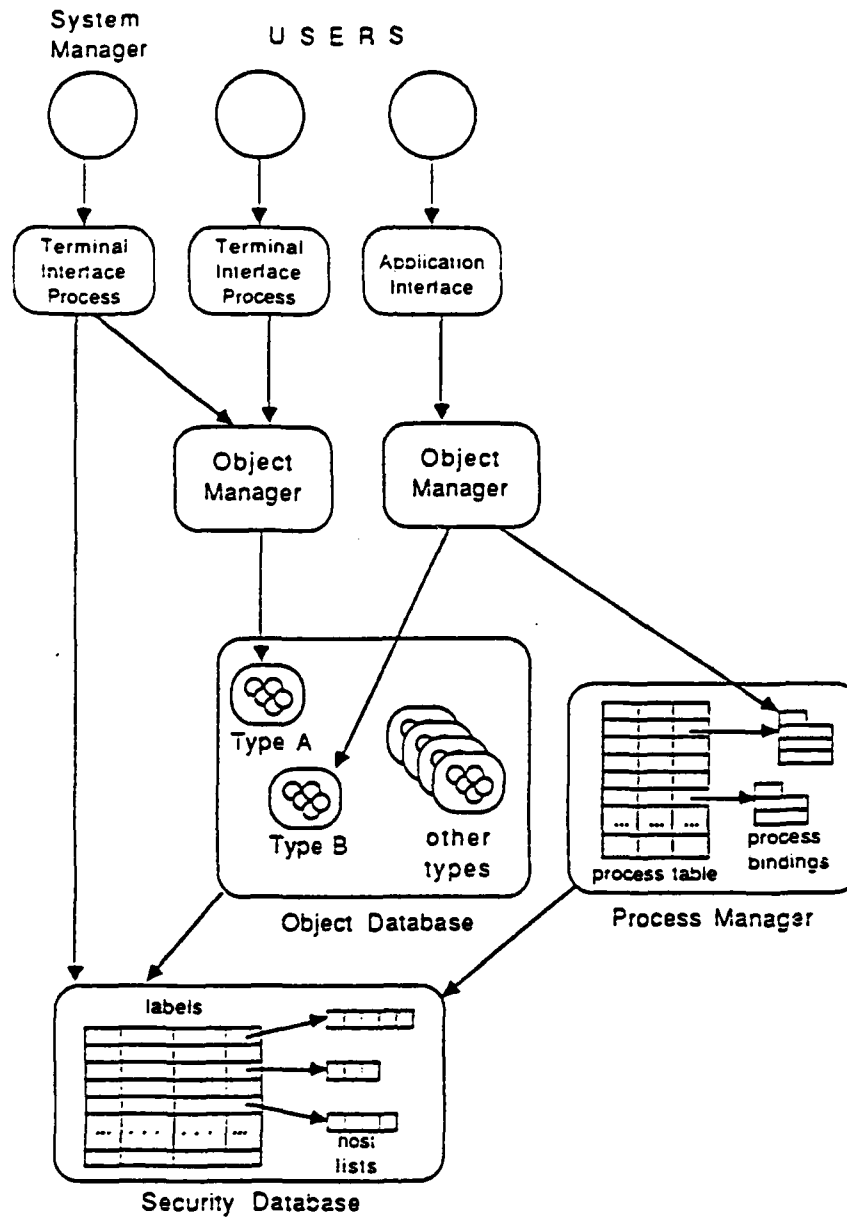 System
Manager
U S E R S
Terminal
Interface
Process
Terminal
Interface
Process
Application
Interface
Object
Manager
Object
Manager
Type A
Type B
other
types
Object Database
... ... ...
process table
process
bindings
Process Manager
labels
... ... ... ...
host
lists
Security Database